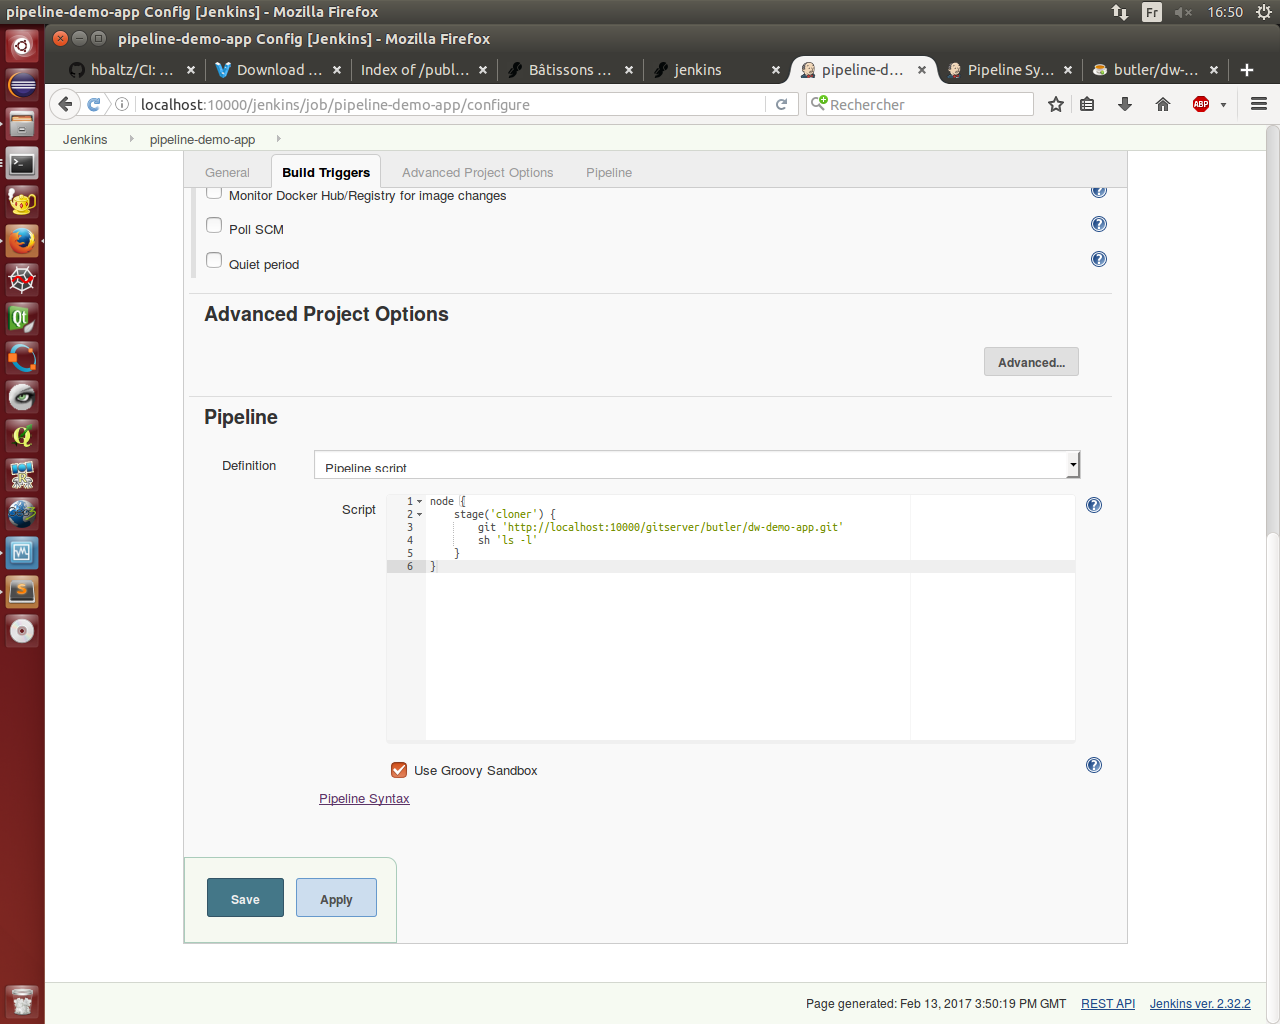 pipeline-demo-app Config [Jenkins] - Mozilla Firefox
Fr
16:50
pipeline-demo-app Config [Jenkins] - Mozilla Firefox
hbaltz/CI: ...
Download ...
Index of /publ...
Bâtissons ...
jenkins
pipeline-d...
Pipeline Sy...
butler/dw-...
localhost:10000/jenkins/job/pipeline-demo-app/configure
Rechercher
ABP
Jenkins
pipeline-demo-app
General
Build Triggers
Advanced Project Options
Pipeline
Monitor Docker Hub/Registry for image changes
Poll SCM
Quiet period
Advanced Project Options
Advanced...
Pipeline
Definition
Pipeline script
Script
1 node {
2 stage('cloner') {
3 git 'http://localhost:10000/gitserver/butler/dw-demo-app.git'
4 sh 'ls -l'
5 }
6 }
Use Groovy Sandbox
Pipeline Syntax
Save
Apply
Page generated: Feb 13, 2017 3:50:19 PM GMT
REST API
Jenkins ver. 2.32.2